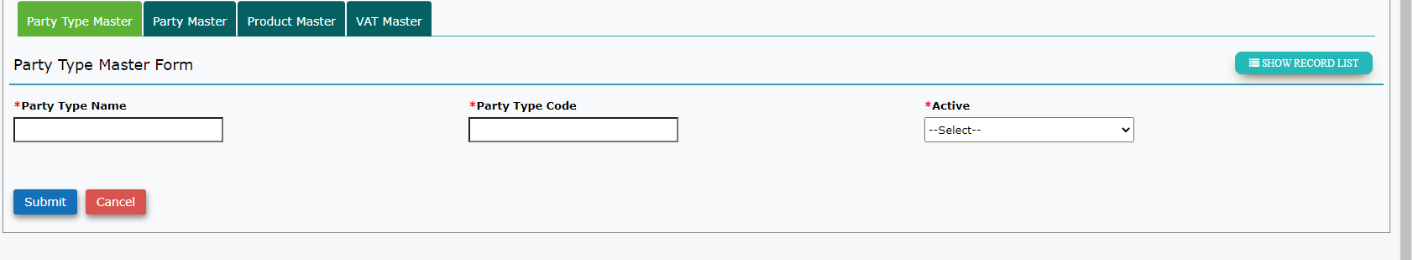 Party Type Master Party Master Product Master VAT Master
Party Type Master Form SHOW RECORD LIST
*Party Type Name *Party Type Code *Active
--Select--
Submit Cancel